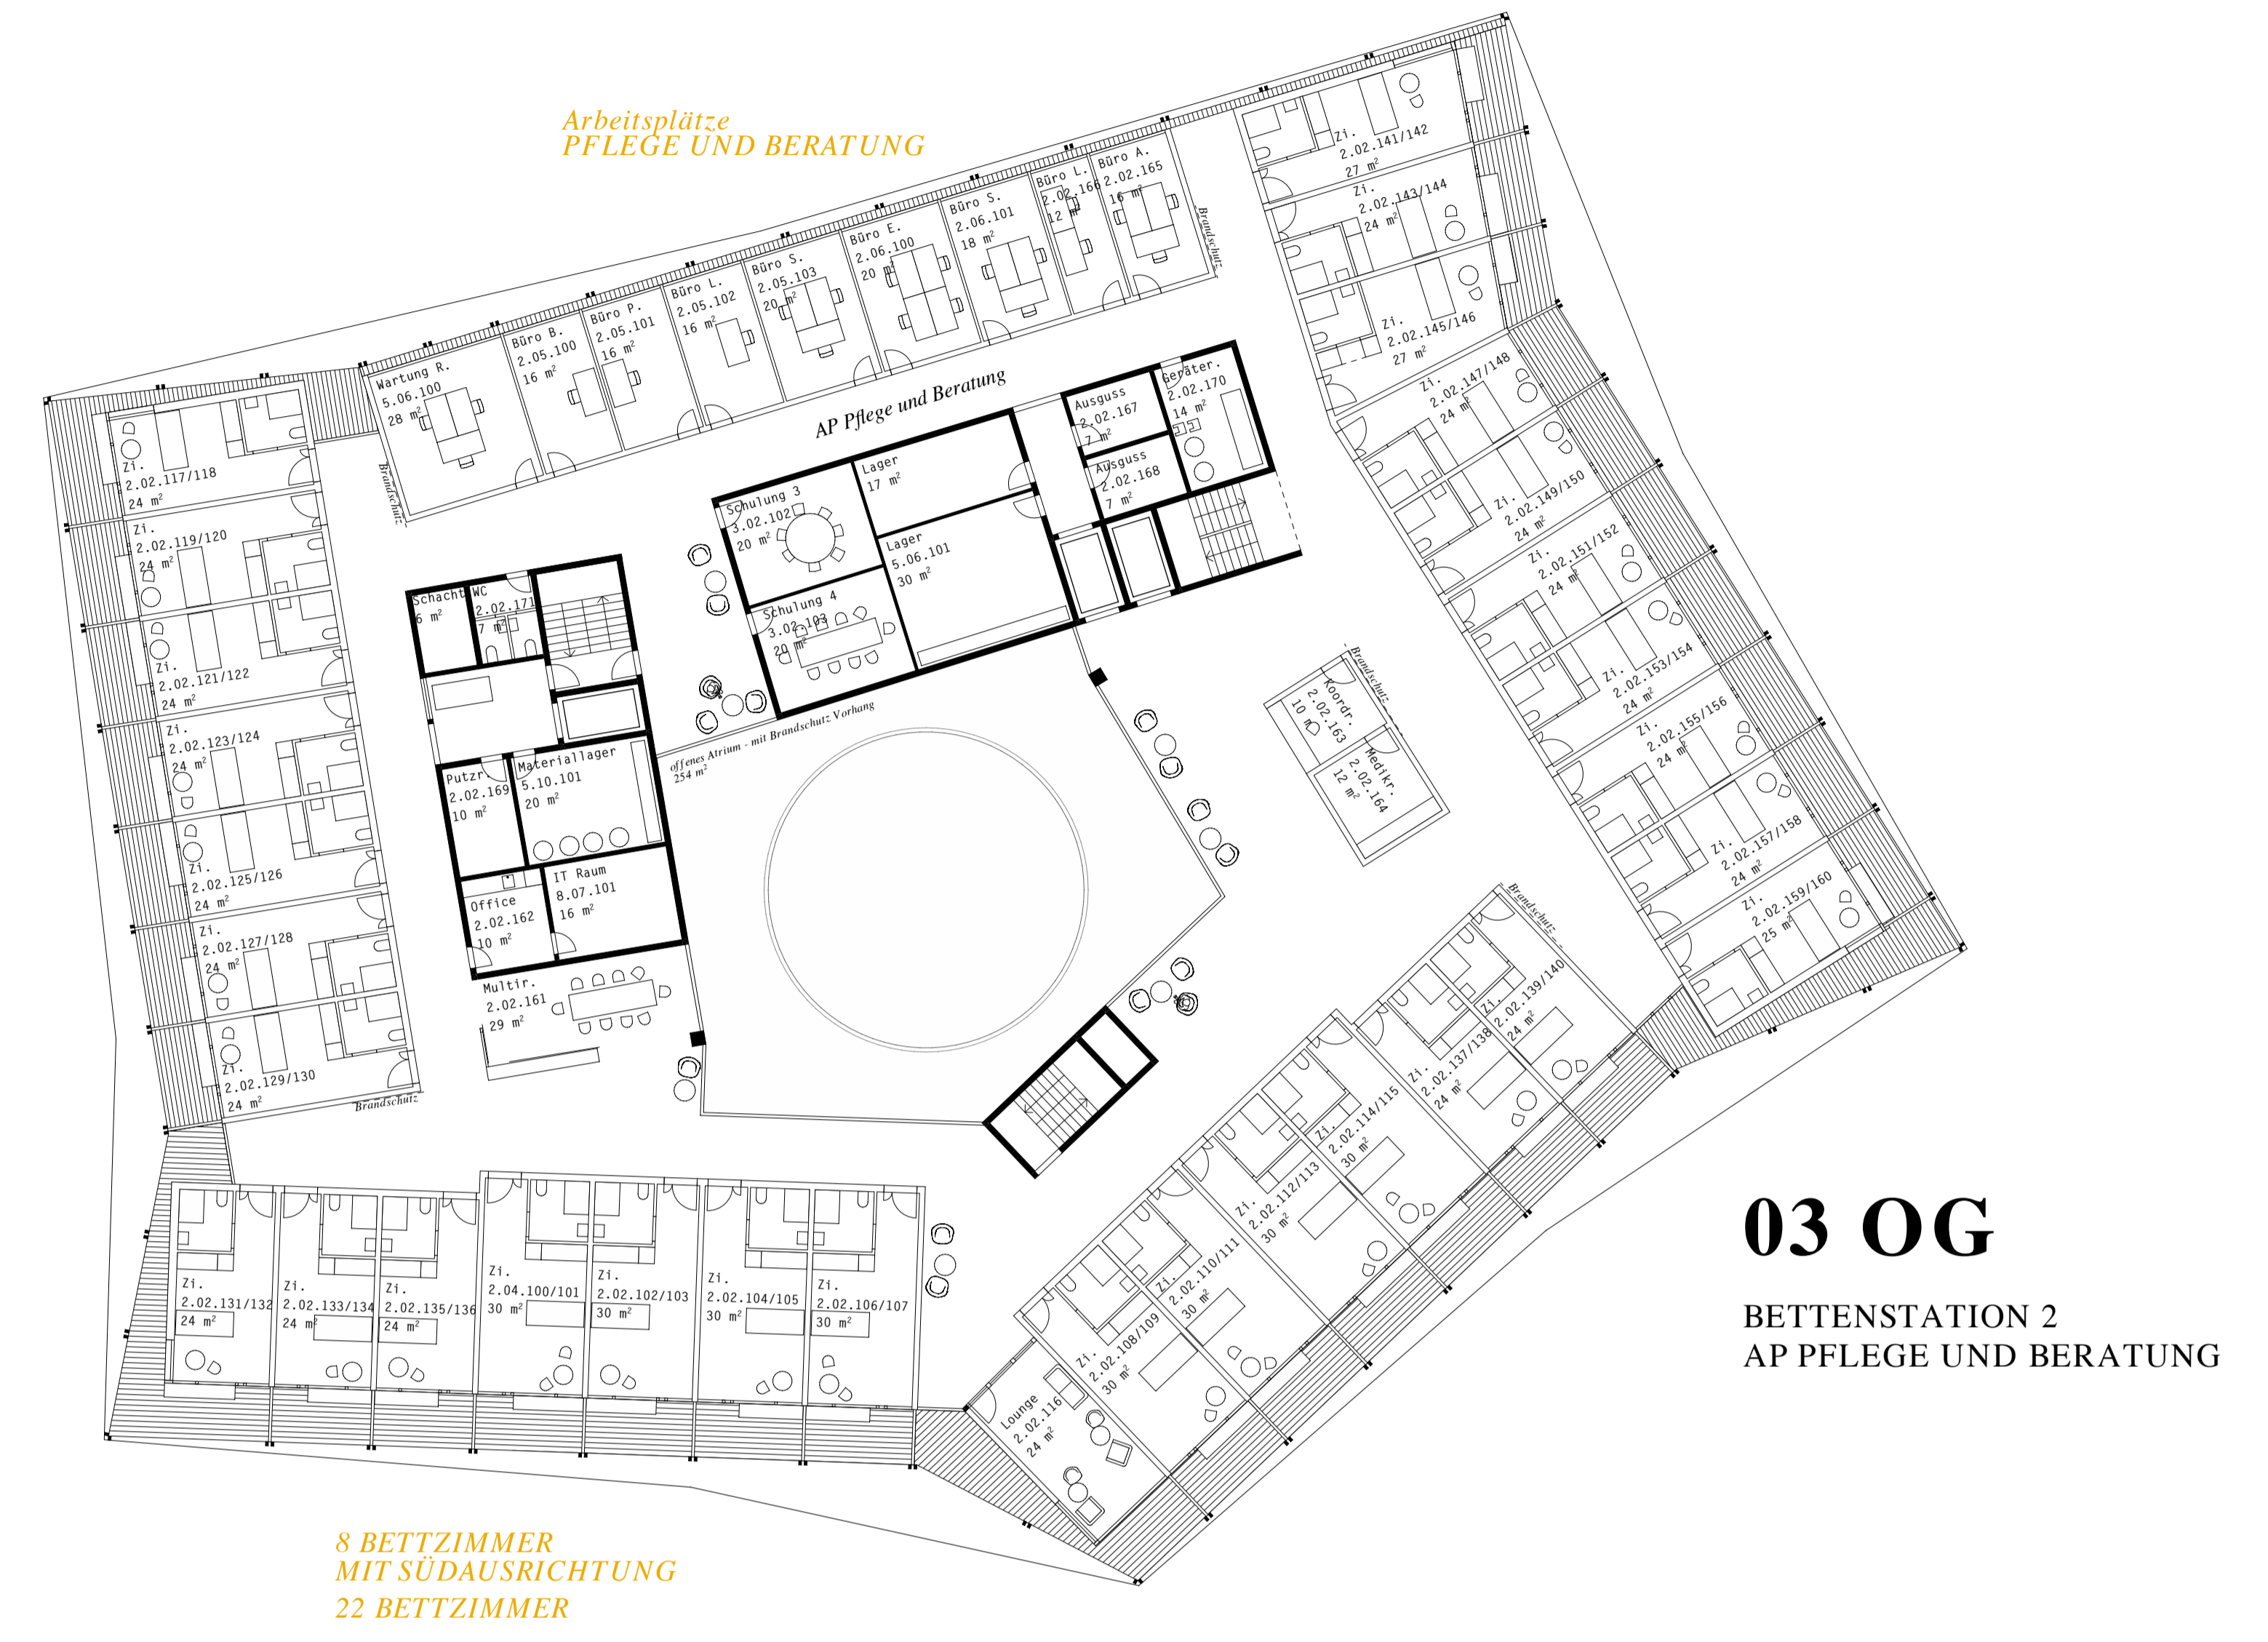 Arbeitsplätze
PFLEGE UND BERATUNG
Zi.
2.02.141/142
27 m²
Zi.
2.02.143/144
24 m²
Zi.
2.02.145/146
27 m²
Zi.
2.02.147/148
24 m²
Zi.
2.02.149/150
24 m²
Zi.
2.02.151/152
24 m²
Zi.
2.02.153/154
24 m²
Zi.
2.02.155/156
24 m²
Zi.
2.02.157/158
24 m²
Zi.
2.02.159/160
25 m²
Büro A.
2.02.165
16 m²
Büro L.
2.02.166
12 m²
Büro S.
2.06.101
18 m²
Büro E.
2.06.100
20 m²
Büro S.
2.05.103
20 m²
Büro L.
2.05.102
16 m²
Büro P.
2.05.101
16 m²
Büro B.
2.05.100
16 m²
Wartung R.
5.06.100
28 m²
Brandschutz
Brandschutz
AP Pflege und Beratung
Ausguss
2.02.167
7 m²
Geräter.
2.02.170
14 m²
Ausguss
2.02.168
7 m²
Lager
17 m²
Schulung 3
3.02.102
20 m²
Lager
5.06.101
30 m²
Schulung 4
3.02.103
20 m²
offenes Atrium - mit Brandschutz Vorhang
254 m²
Schacht
6 m²
WC
2.02.171
7 m²
Putzr.
2.02.169
10 m²
Materiallager
5.10.101
20 m²
IT Raum
8.07.101
16 m²
Office
2.02.162
10 m²
Multir.
2.02.161
29 m²
Brandschutz
Koordr.
2.02.163
10 m²
Medikr.
2.02.164
12 m²
Brandschutz
Zi.
2.02.117/118
24 m²
Zi.
2.02.119/120
24 m²
Zi.
2.02.121/122
24 m²
Zi.
2.02.123/124
24 m²
Zi.
2.02.125/126
24 m²
Zi.
2.02.127/128
24 m²
Zi.
2.02.129/130
24 m²
Brandschutz
Zi.
2.02.131/132
24 m²
Zi.
2.02.133/134
24 m²
Zi.
2.02.135/136
24 m²
Zi.
2.04.100/101
30 m²
Zi.
2.02.102/103
30 m²
Zi.
2.02.104/105
30 m²
Zi.
2.02.106/107
30 m²
Lounge
2.02.116
24 m²
Zi.
2.02.108/109
30 m²
Zi.
2.02.110/111
30 m²
Zi.
2.02.112/113
30 m²
Zi.
2.02.114/115
30 m²
Zi.
2.02.137/138
24 m²
Zi.
2.02.139/140
24 m²
03 OG
BETTENSTATION 2
AP PFLEGE UND BERATUNG
8 BETTZIMMER
MIT SÜDAUSRICHTUNG
22 BETTZIMMER